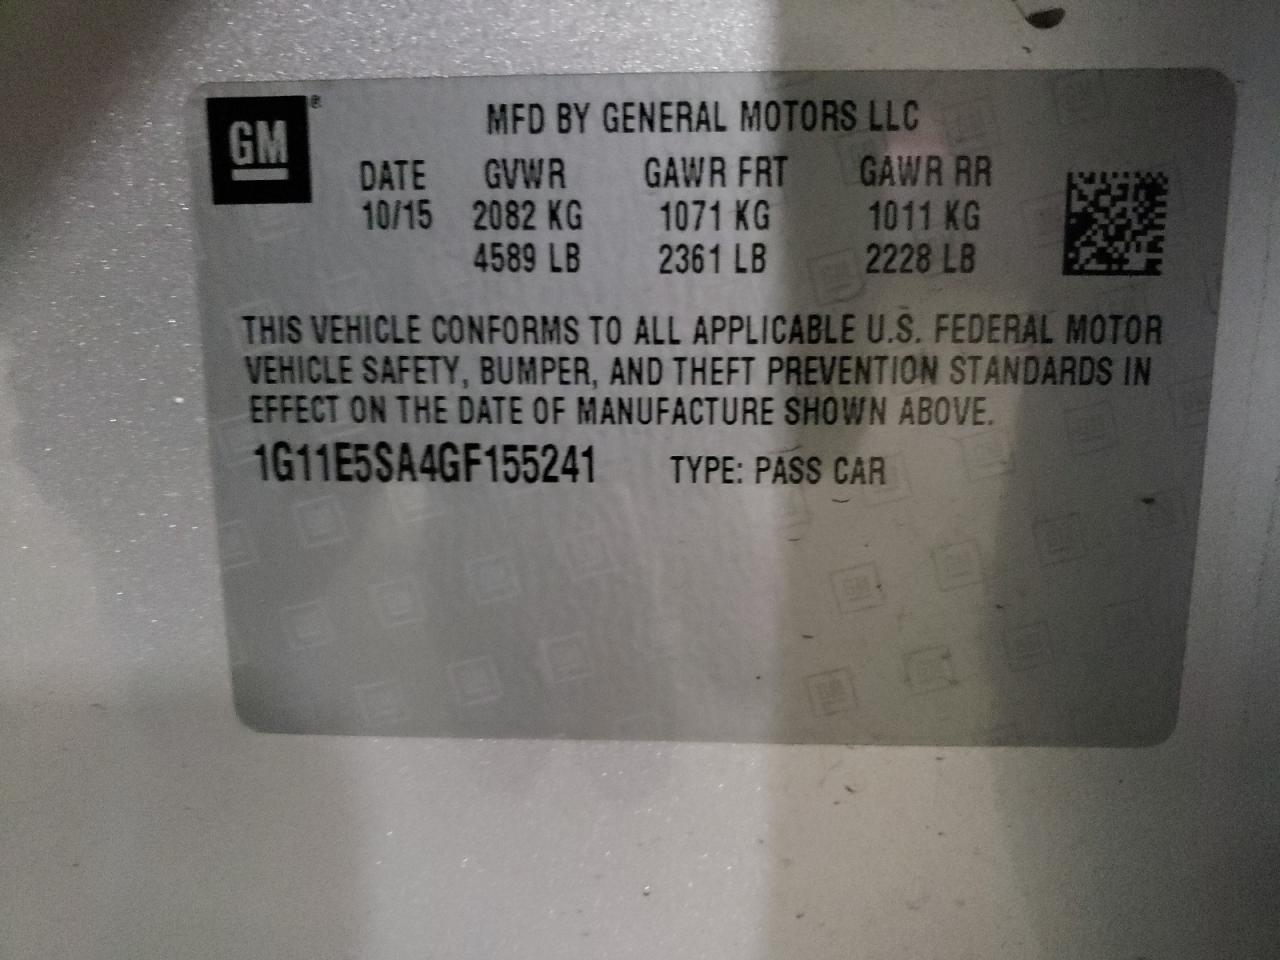 GM®
MFD BY GENERAL MOTORS LLC
DATE GVWR GAWR FRT GAWR RR
10/15 2082 KG 1071 KG 1011 KG
4589 LB 2361 LB 2228 LB
THIS VEHICLE CONFORMS TO ALL APPLICABLE U.S. FEDERAL MOTOR
VEHICLE SAFETY, BUMPER, AND THEFT PREVENTION STANDARDS IN
EFFECT ON THE DATE OF MANUFACTURE SHOWN ABOVE.
1G11E5SA4GF155241 TYPE: PASS CAR